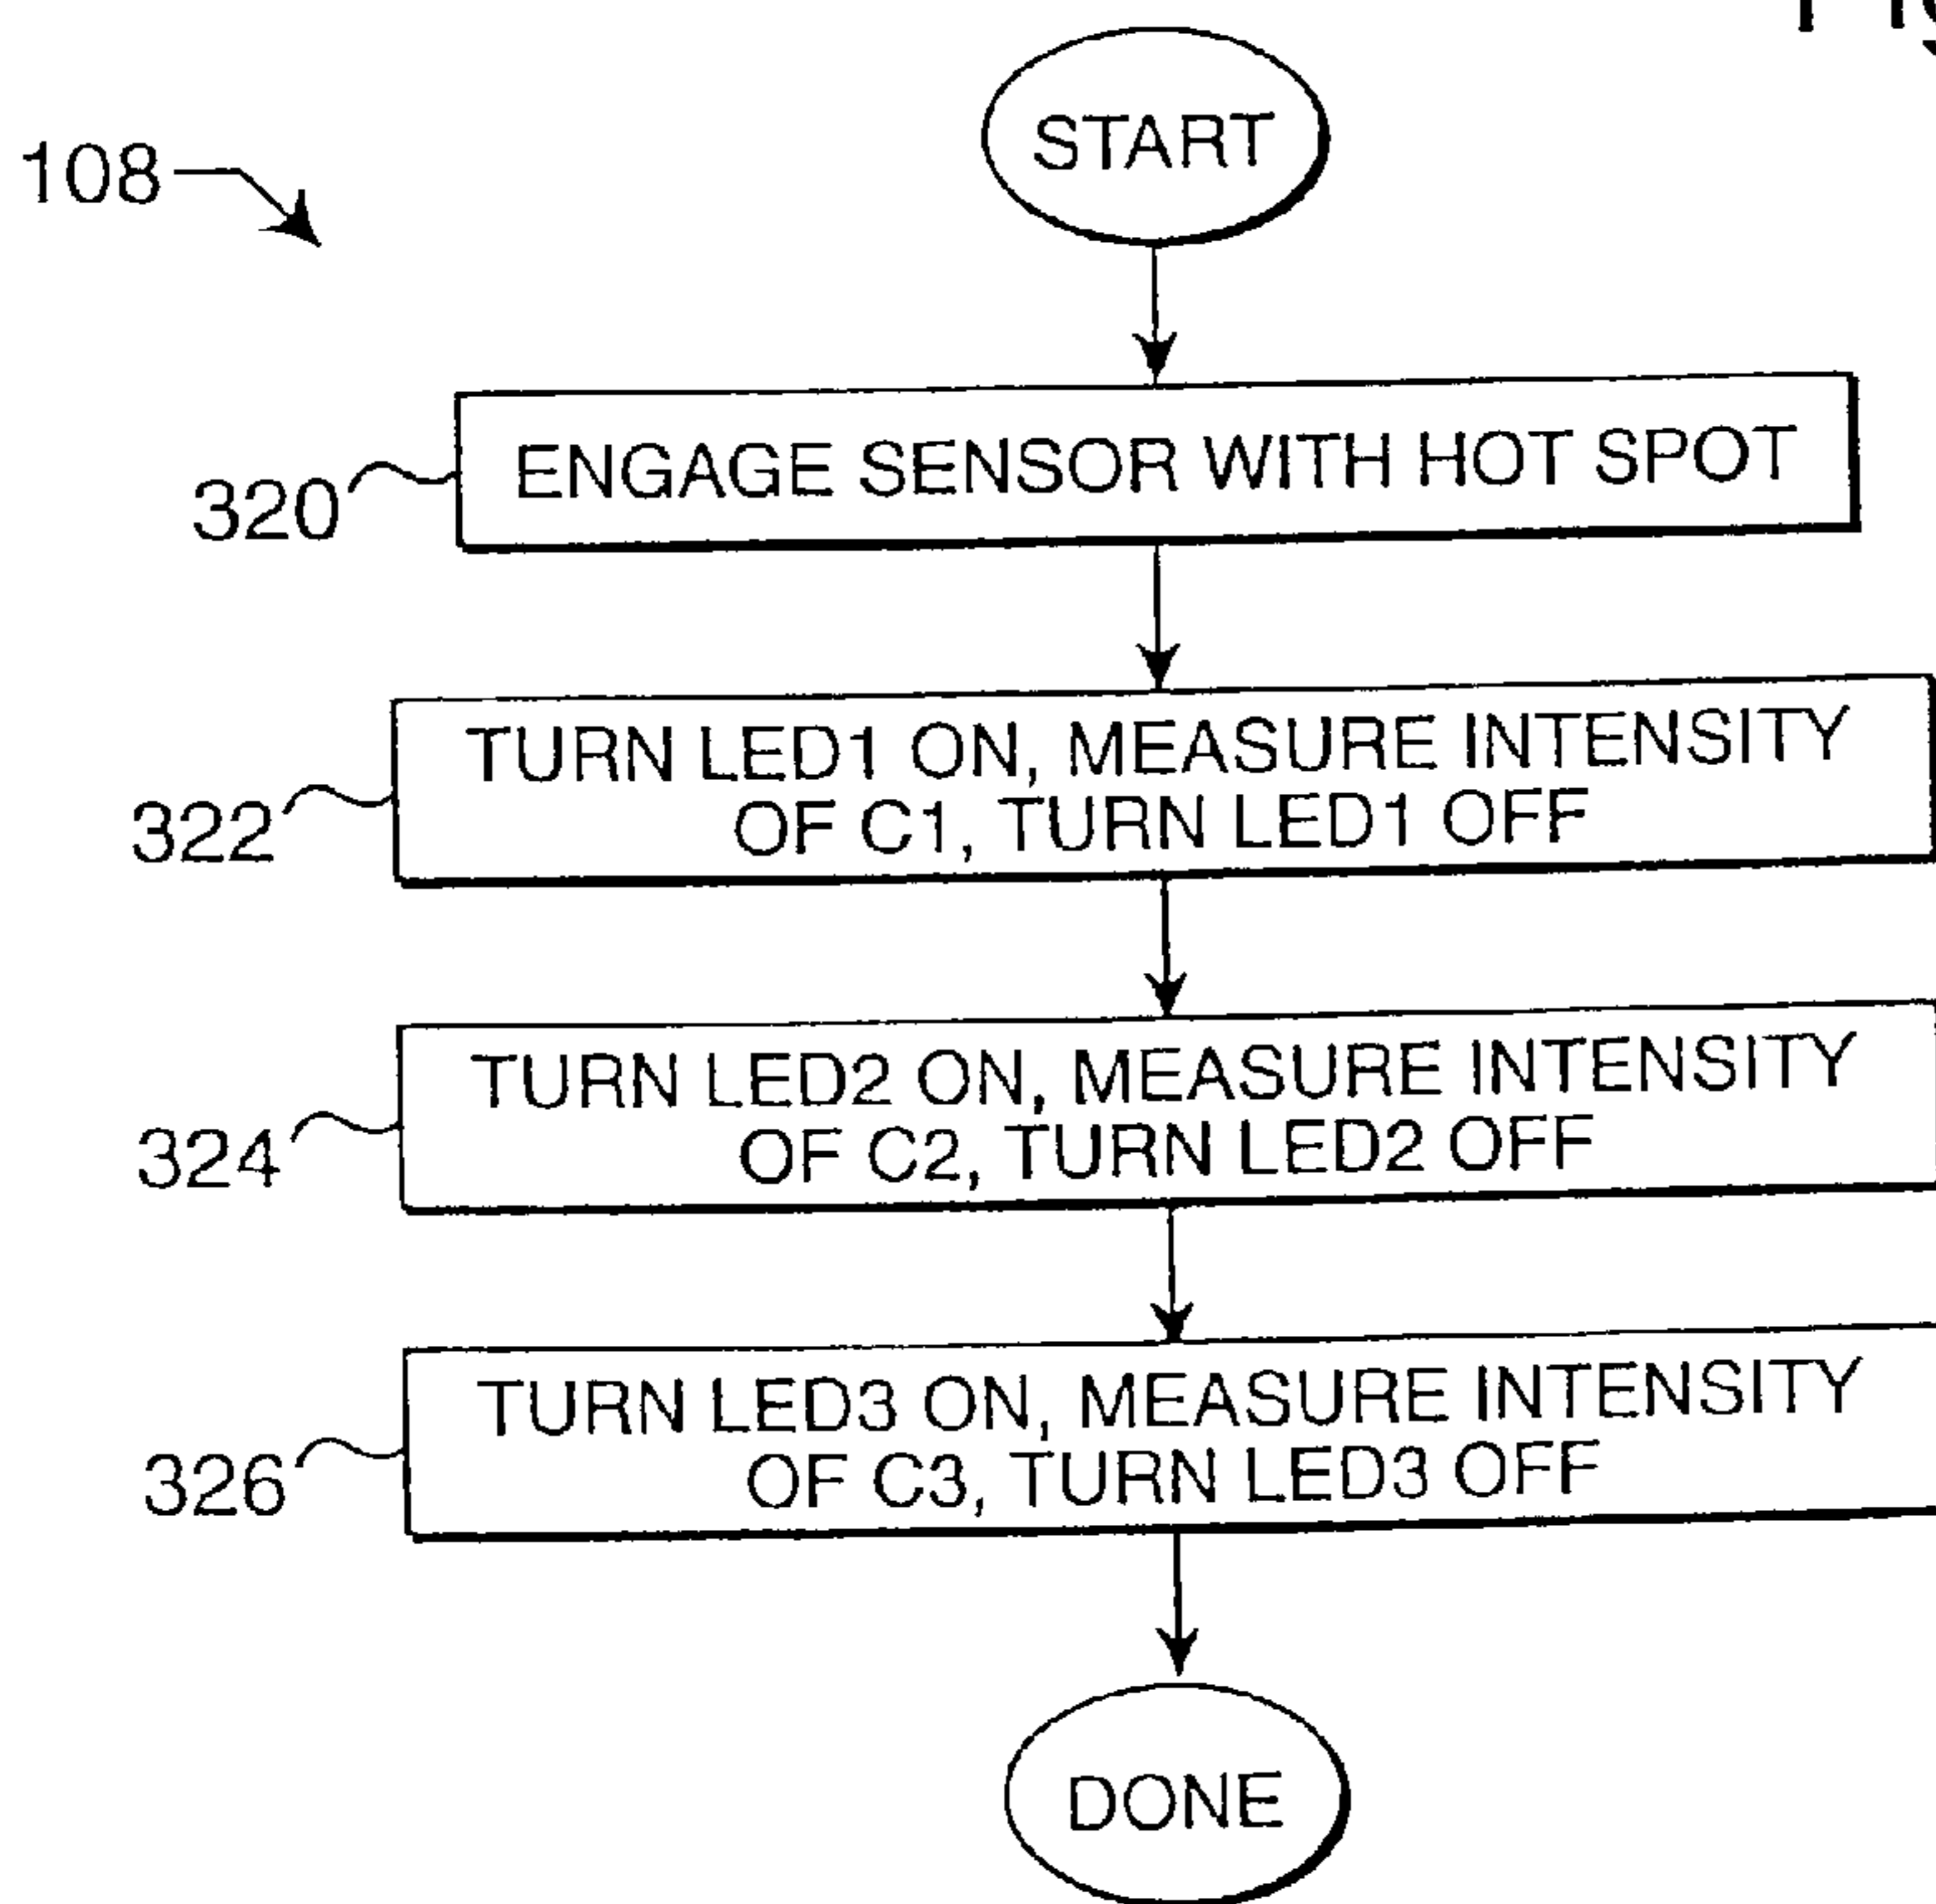 START
108
ENGAGE SENSOR WITH HOT SPOT
320
TURN LED1 ON, MEASURE INTENSITY
OF C1, TURN LED1 OFF
322
TURN LED2 ON, MEASURE INTENSITY
OF C2, TURN LED2 OFF
324
TURN LED3 ON, MEASURE INTENSITY
OF C3, TURN LED3 OFF
326
DONE